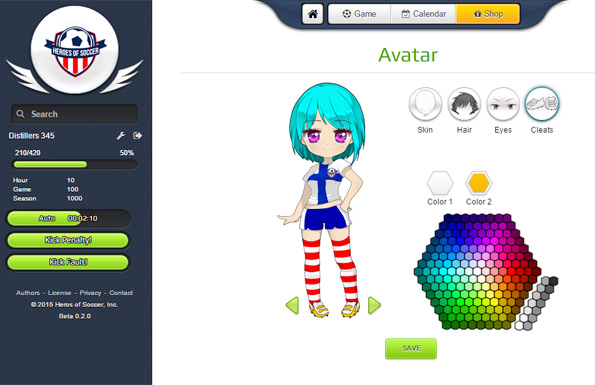 HEROES OF SOCCER
Search
Distillers 345
210/420 50%
Hour 10
Game 100
Season 1000
Auto 00:02:10
Kick Penalty!
Kick Fault!
Authors - License - Privacy - Contact
© 2015 Heros of Soccer, Inc.
Beta 0.2.0
Game Calendar Shop
Avatar
Skin Hair Eyes Cleats
Color 1 Color 2
SAVE